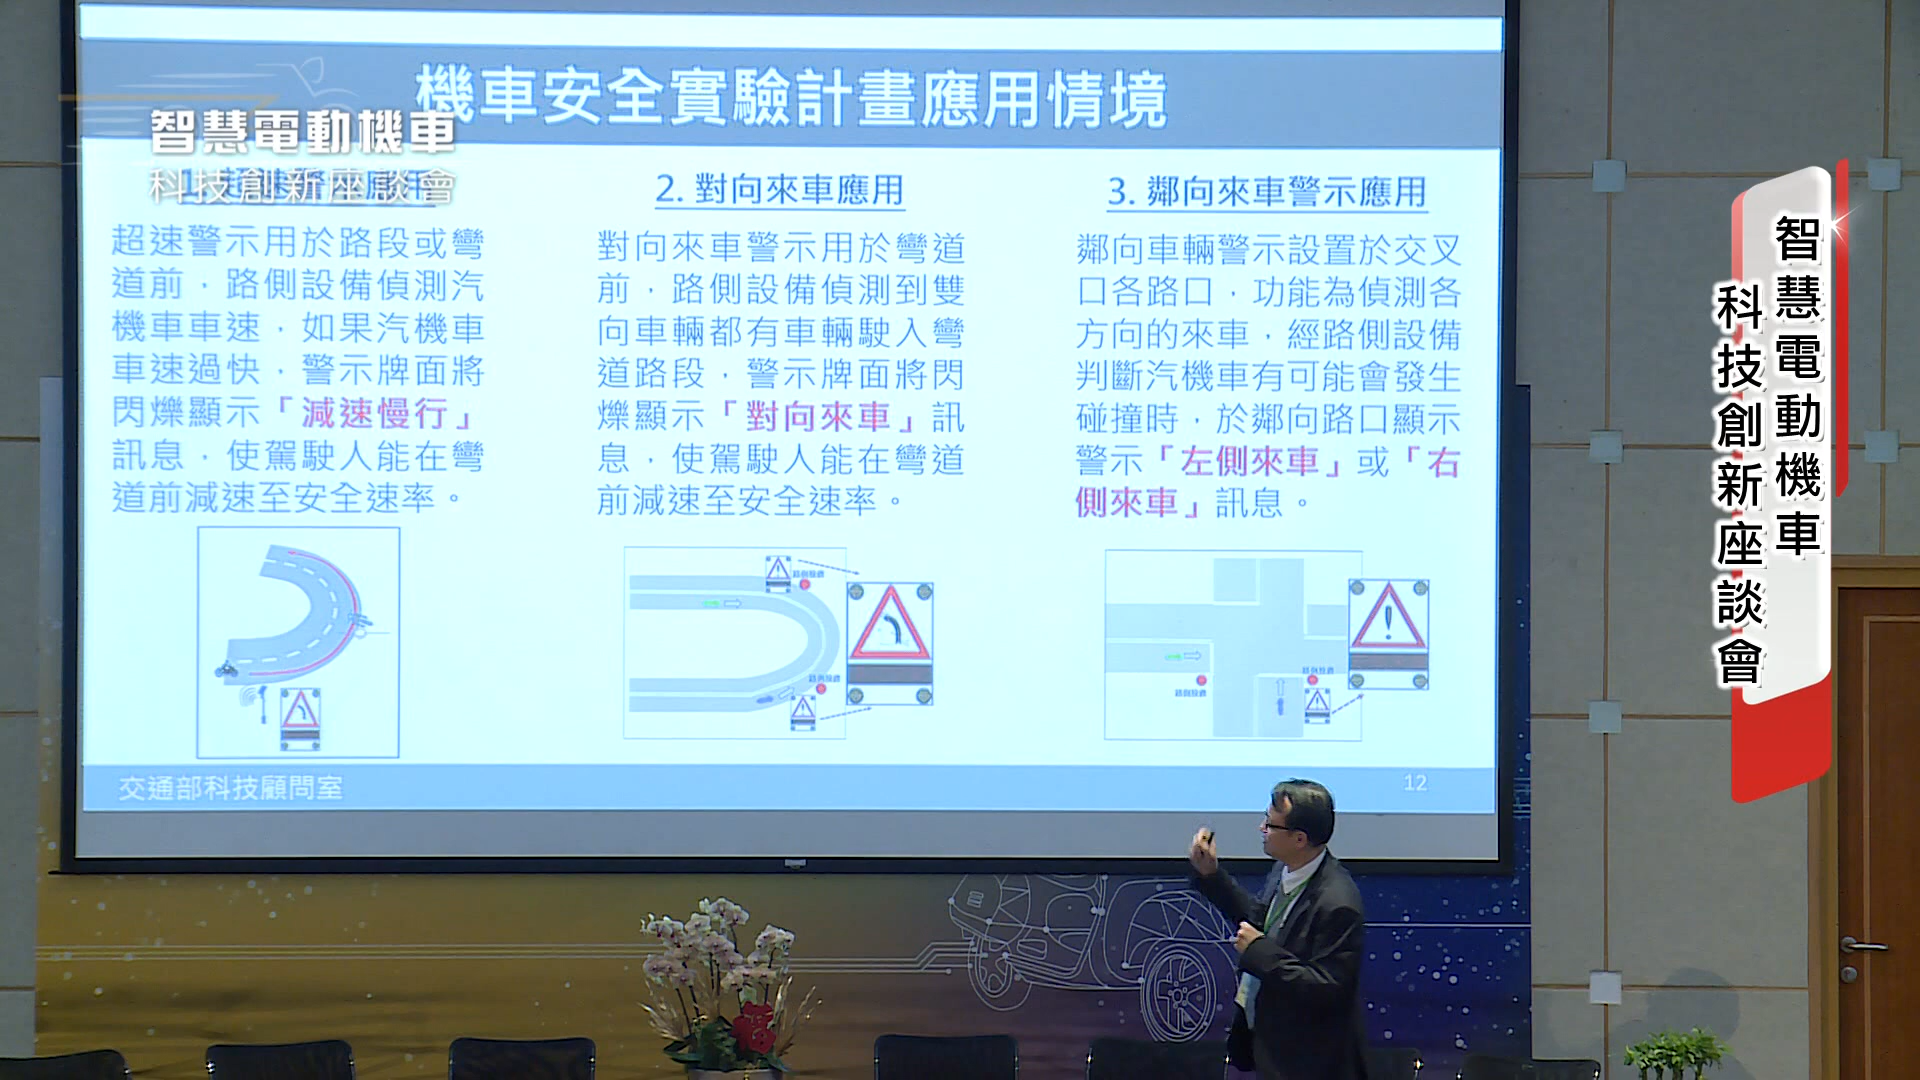 機車安全實驗計畫應用情境
智慧電動機車
科技創新座談會
超速警示用於路段或彎
道前，路側設備偵測汽
機車車速，如果汽機車
車速過快，警示牌面將
閃爍顯示「減速慢行」
訊息，使駕駛人能在彎
道前減速至安全速率。
2. 對向來車應用
對向來車警示用於彎道
前，路側設備偵測到雙
向車輛都有車輛駛入彎
道路段，警示牌面將閃
爍顯示「對向來車」訊
息，使駕駛人能在彎道
前減速至安全速率。
3. 鄰向來車警示應用
鄰向車輛警示設置於交叉
口各路口，功能為偵測各
方向的來車，經路側設備
判斷汽機車有可能會發生
碰撞時，於鄰向路口顯示
警示「左側來車」或「右
側來車」訊息。
交通部科技顧問室
12
智慧電動機車
科技創新座談會